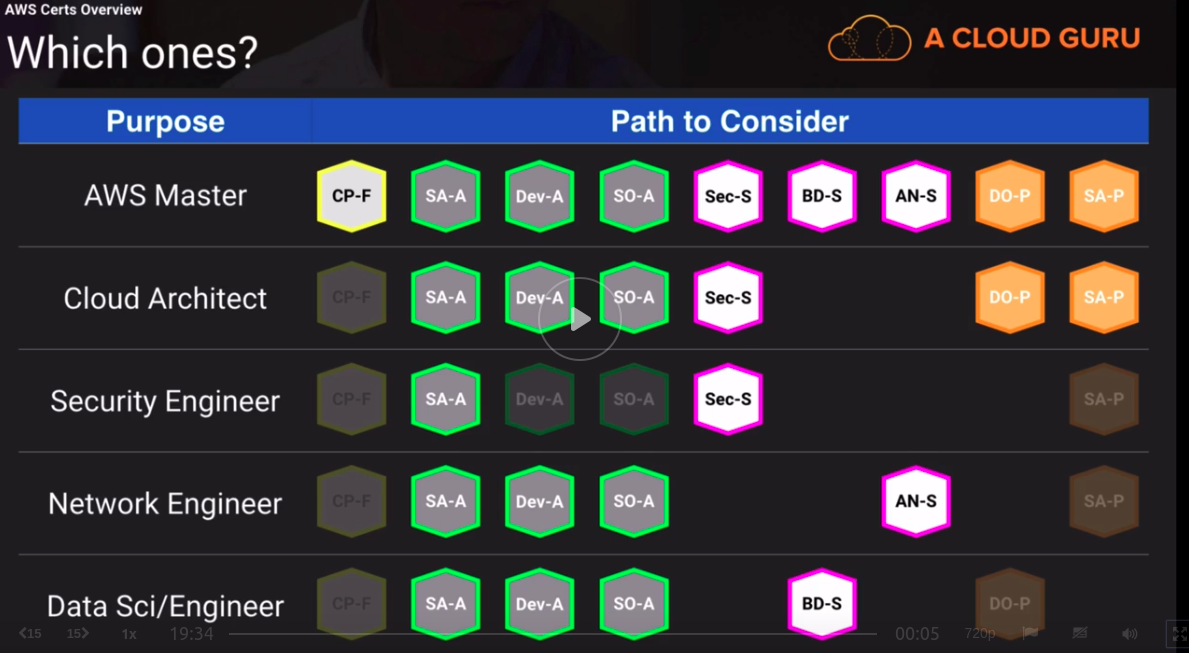 AWS Certs Overview
Which ones?
A CLOUD GURU
Purpose Path to Consider
AWS Master CP-F SA-A Dev-A SO-A Sec-S BD-S AN-S DO-P SA-P
Cloud Architect CP-F SA-A Dev-A SO-A Sec-S DO-P SA-P
Security Engineer CP-F SA-A Dev-A SO-A Sec-S SA-P
Network Engineer CP-F SA-A Dev-A SO-A AN-S SA-P
Data Sci/Engineer CP-F SA-A Dev-A SO-A BD-S DO-P
15 15 1x 19:34 00:05 720p